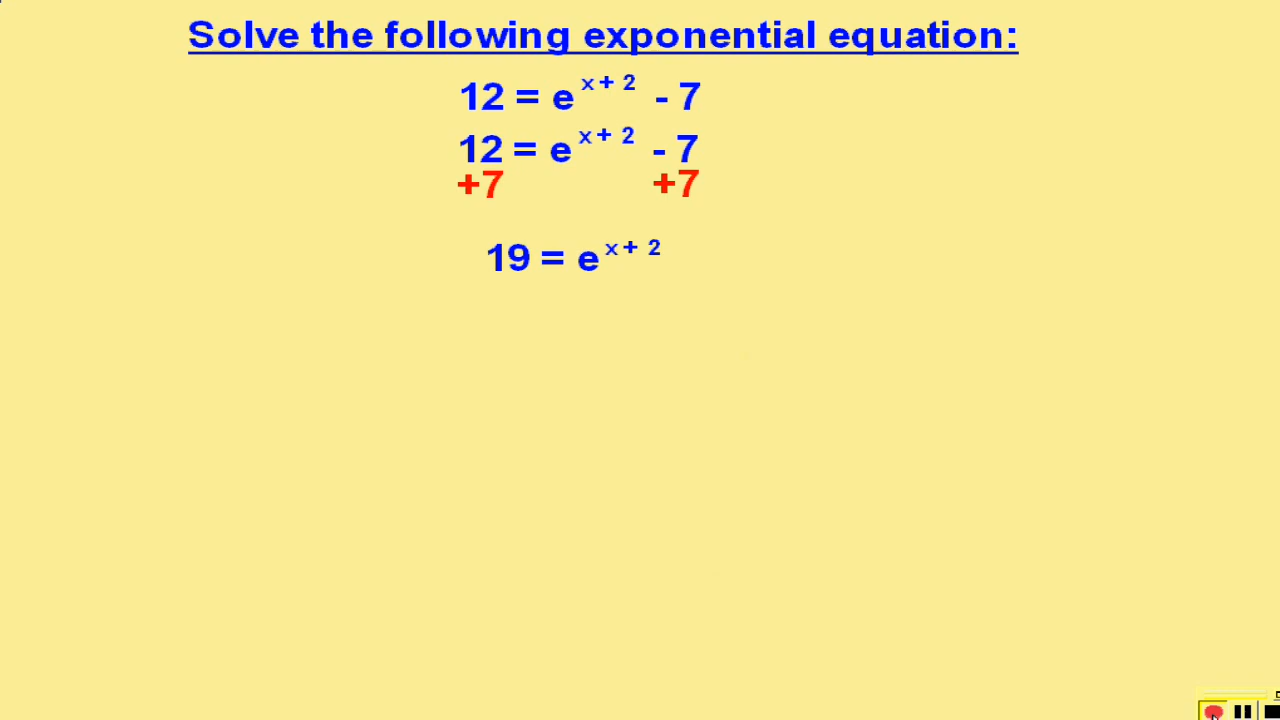 Solve the following exponential equation:
12 = e^{x + 2} - 7
12 = e^{x + 2} - 7
+7 +7
19 = e^{x + 2}